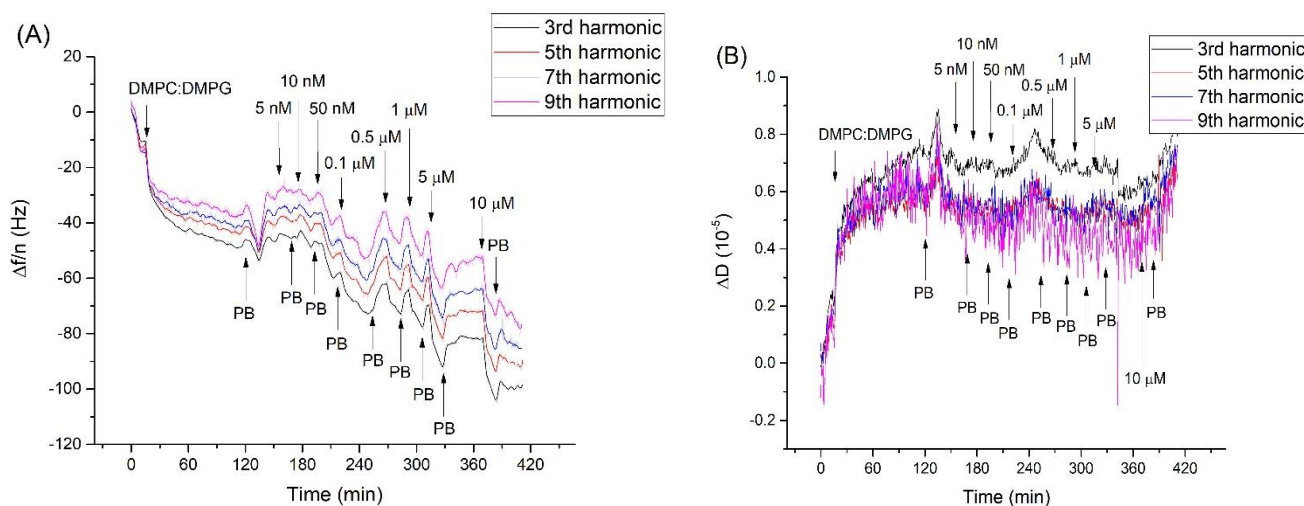 (A)
3rd harmonic
5th harmonic
7th harmonic
9th harmonic
20
0
-20
-40
-60
-80
-100
-120
Δf/n (Hz)
0 60 120 180 240 300 360 420
Time (min)
DMPC:DMPG
5 nM
10 nM
50 nM
0.1 μM
0.5 μM
1 μM
5 μM
10 μM
PB
PB
PB
PB
PB
PB
PB
PB
PB
(B)
3rd harmonic
5th harmonic
7th harmonic
9th harmonic
1.0
0.8
0.6
0.4
0.2
0.0
-0.2
ΔD (10⁻⁵)
0 60 120 180 240 300 360 420
Time (min)
DMPC:DMPG
5 nM
10 nM
50 nM
0.1 μM
0.5 μM
1 μM
5 μM
10 μM
PB
PB
PB
PB
PB
PB
PB
PB
PB